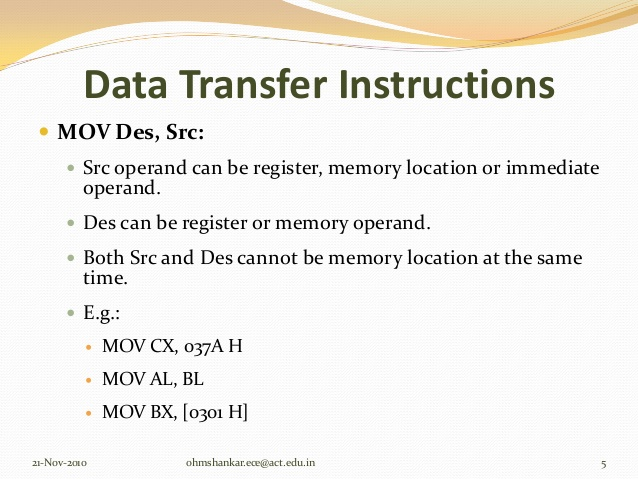 Data Transfer Instructions
MOV Des, Src:
Src operand can be register, memory location or immediate
operand.
Des can be register or memory operand.
Both Src and Des cannot be memory location at the same
time.
E.g.:
MOV CX, 037A H
MOV AL, BL
MOV BX, [0301 H]
21-Nov-2010 ohmshankar.ece@act.edu.in 5